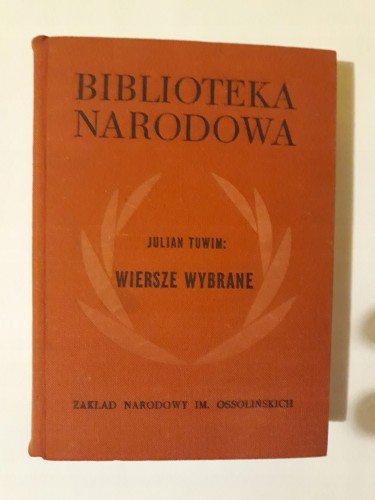 BIBLIOTEKA
NARODOWA
JULIAN TUWIM:
WIERSZE WYBRANE
ZAKŁAD NARODOWY IM. OSSOLIŃSKICH